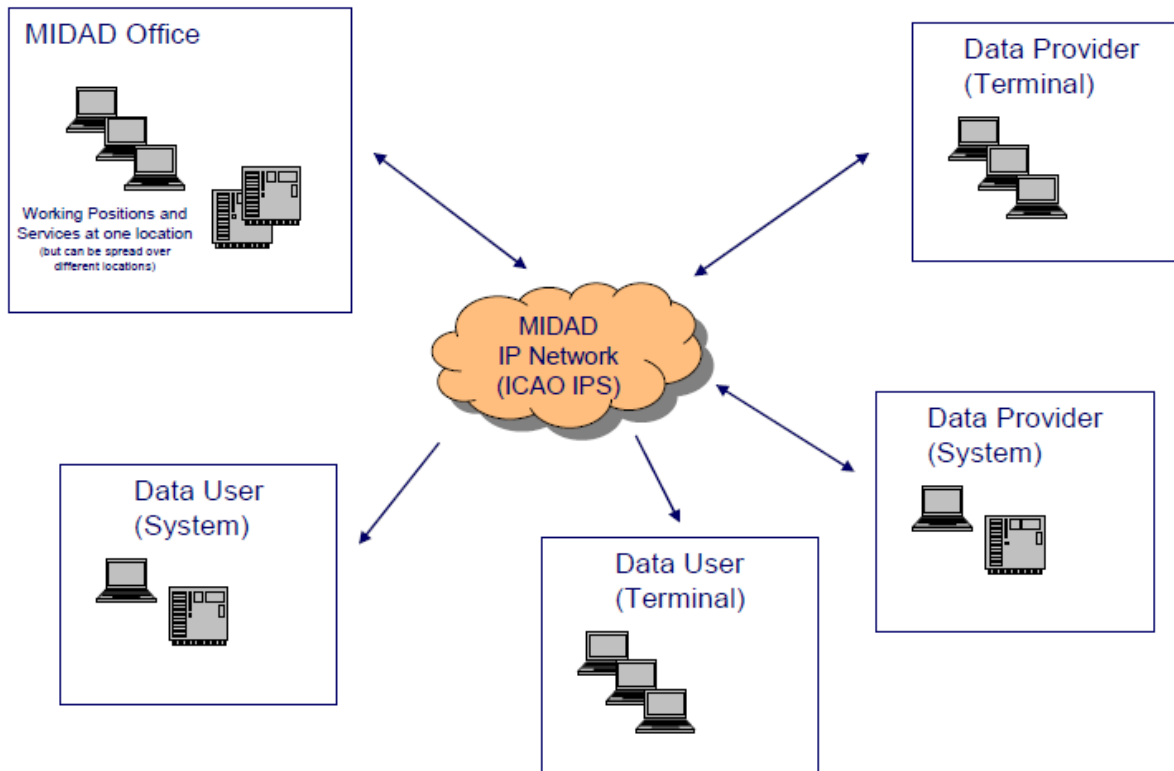 MIDAD Office
Working Positions and
Services at one location
(but can be spread over
different locations)
Data Provider
(Terminal)
MIDAD
IP Network
(ICAO IPS)
Data Provider
(System)
Data User
(System)
Data User
(Terminal)